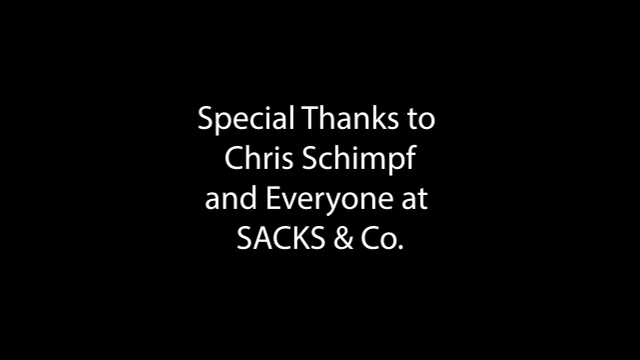 Special Thanks to
Chris Schimpf
and Everyone at
SACKS & Co.